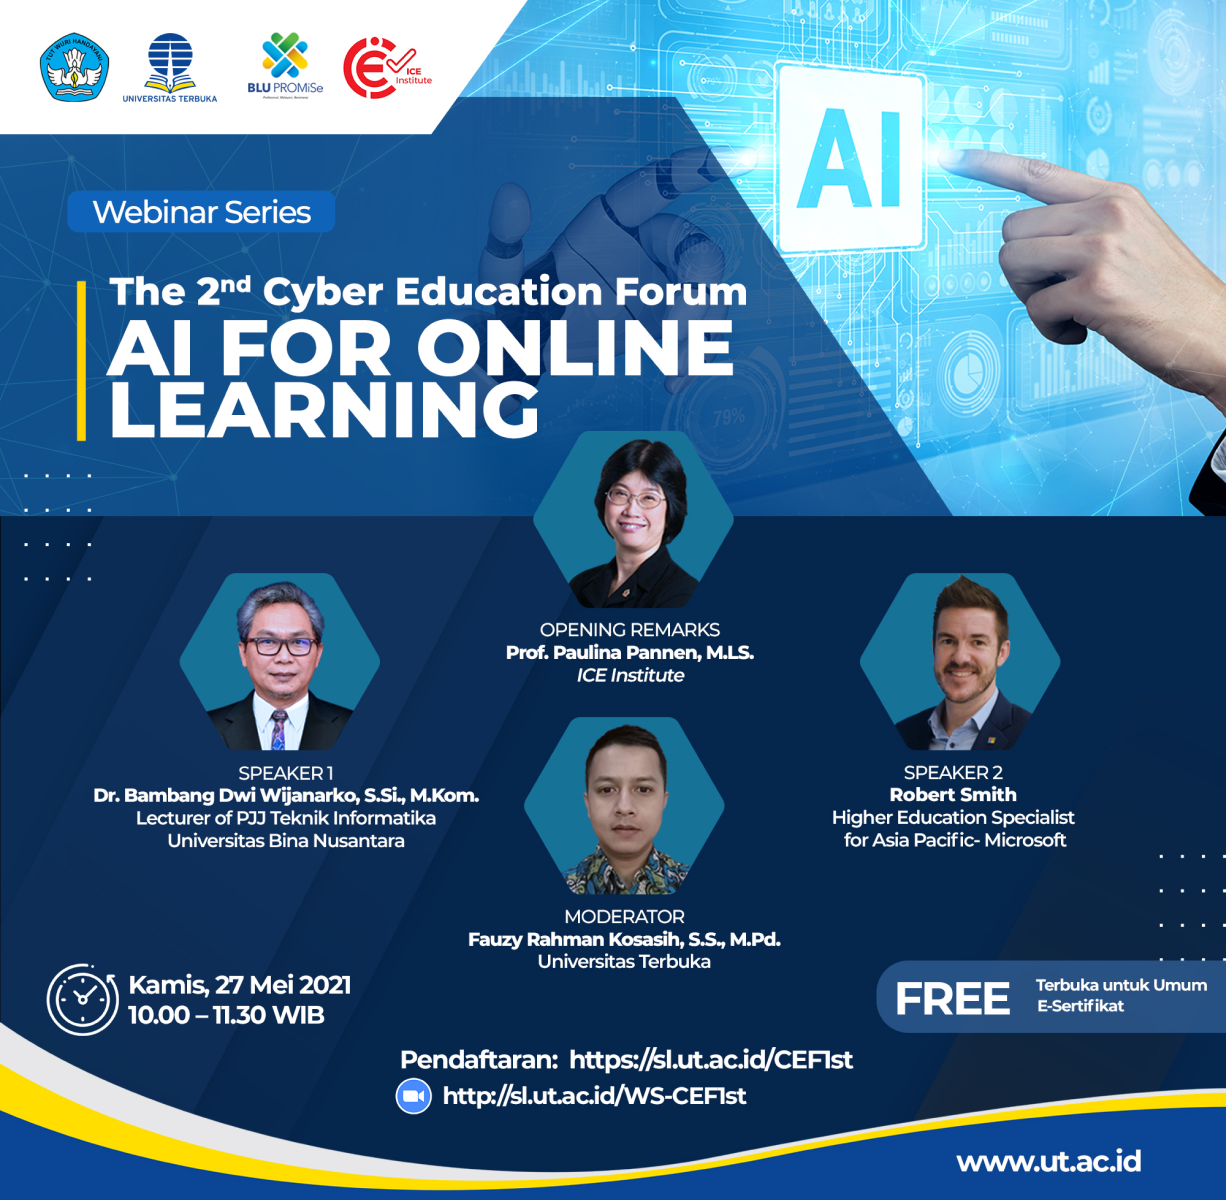 TUT WURI HANDAYANI
UNIVERSITAS TERBUKA
BLU PROMiSe
ICE
Institute
AI
Webinar Series
The 2nd Cyber Education Forum
AI FOR ONLINE
LEARNING
79%
OPENING REMARKS
Prof. Paulina Pannen, M.LS.
ICE Institute
SPEAKER 1
Dr. Bambang Dwi Wijanarko, S.Si., M.Kom.
Lecturer of PJJ Teknik Informatika
Universitas Bina Nusantara
SPEAKER 2
Robert Smith
Higher Education Specialist
for Asia Pacific- Microsoft
MODERATOR
Fauzy Rahman Kosasih, S.S., M.Pd.
Universitas Terbuka
Kamis, 27 Mei 2021
10.00 – 11.30 WIB
FREE
Terbuka untuk Umum
E-Sertifikat
Pendaftaran: https://sl.ut.ac.id/CEF1st
http://sl.ut.ac.id/WS-CEF1st
www.ut.ac.id